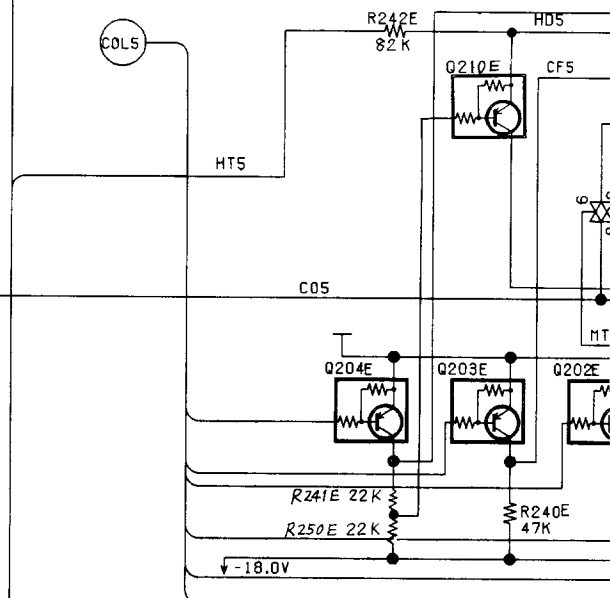 R242E
82K
HD5
COL5
Q210E
CF5
HT5
6
CO5
MT
Q204E
Q203E
Q202E
R241E 22K
R240E
R250E 22K
47K
-18.0V